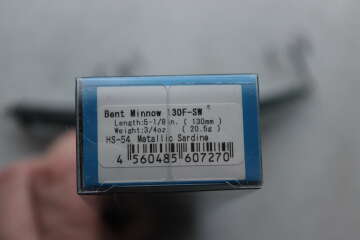 Bent Minnow 130F-SW
Length:5-1/8in. (130mm)
Weight:3/4oz. (20.5g)
HS-54 Metallic Sardine
4 560485 607270